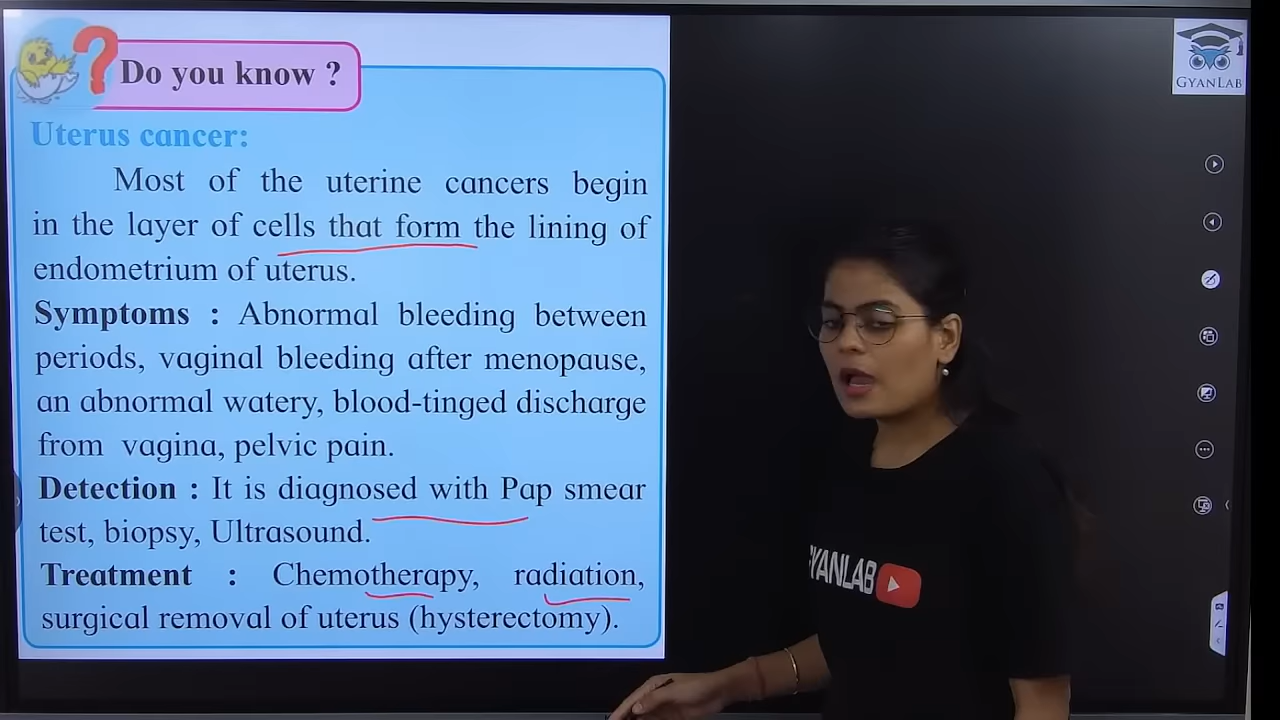 ?
Do you know ?
Uterus cancer:
Most of the uterine cancers begin
in the layer of cells that form the lining of
endometrium of uterus.
Symptoms : Abnormal bleeding between
periods, vaginal bleeding after menopause,
an abnormal watery, blood-tinged discharge
from vagina, pelvic pain.
Detection : It is diagnosed with Pap smear
test, biopsy, Ultrasound.
Treatment : Chemotherapy, radiation,
surgical removal of uterus (hysterectomy).
GYANLAB
GYANLAB